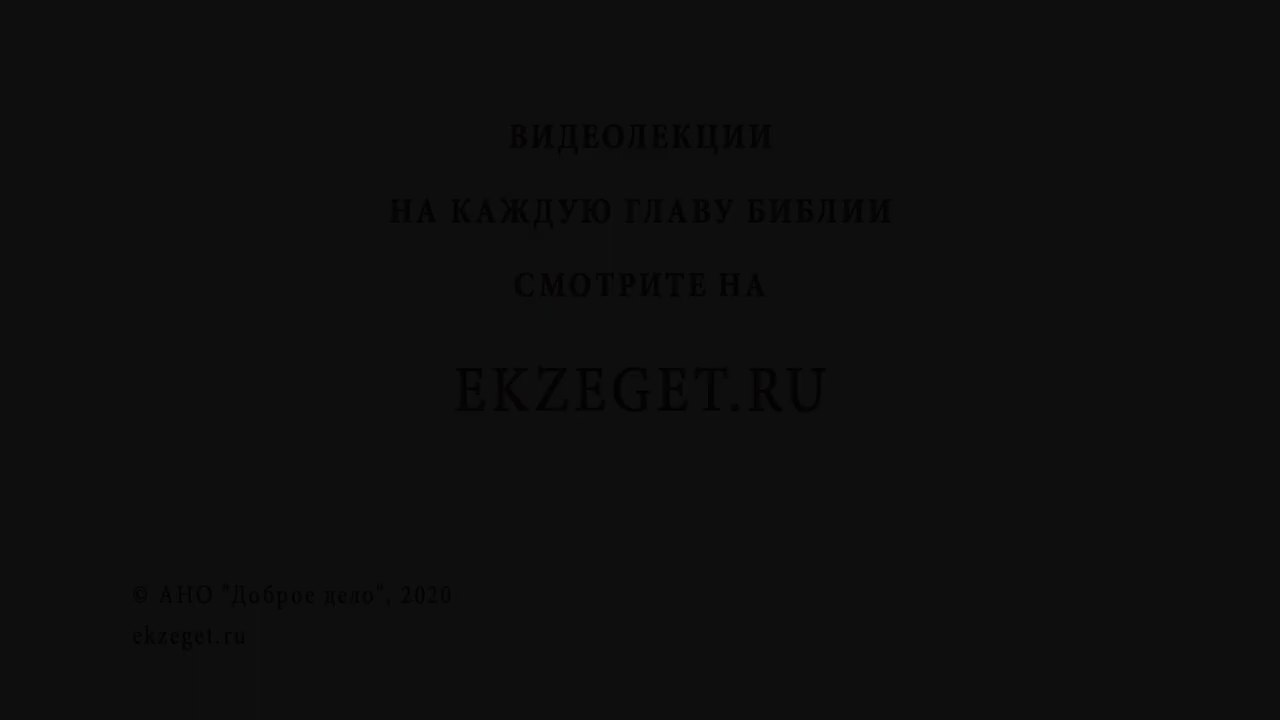 ВИДЕОЛЕКЦИИ
НА КАЖДУЮ ГЛАВУ БИБЛИИ
СМОТРИТЕ НА
EKZEGET.RU
© АНО "Доброе дело", 2020
ekzeget.ru